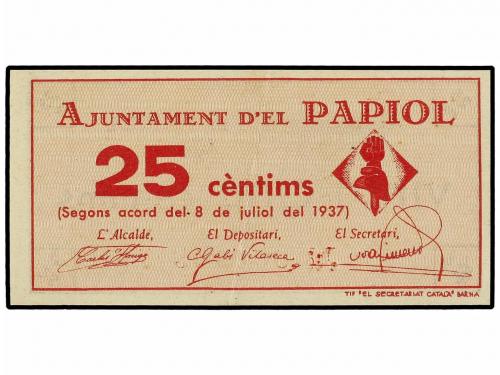 AJUNTAMENT D'EL PAPIOL
25 cèntims
(Segons acord del 8 de juliol del 1937)
L'Alcalde, El Depositari, El Secretari,
TIP "EL SECRETARIAT CATALÀ" BARNA